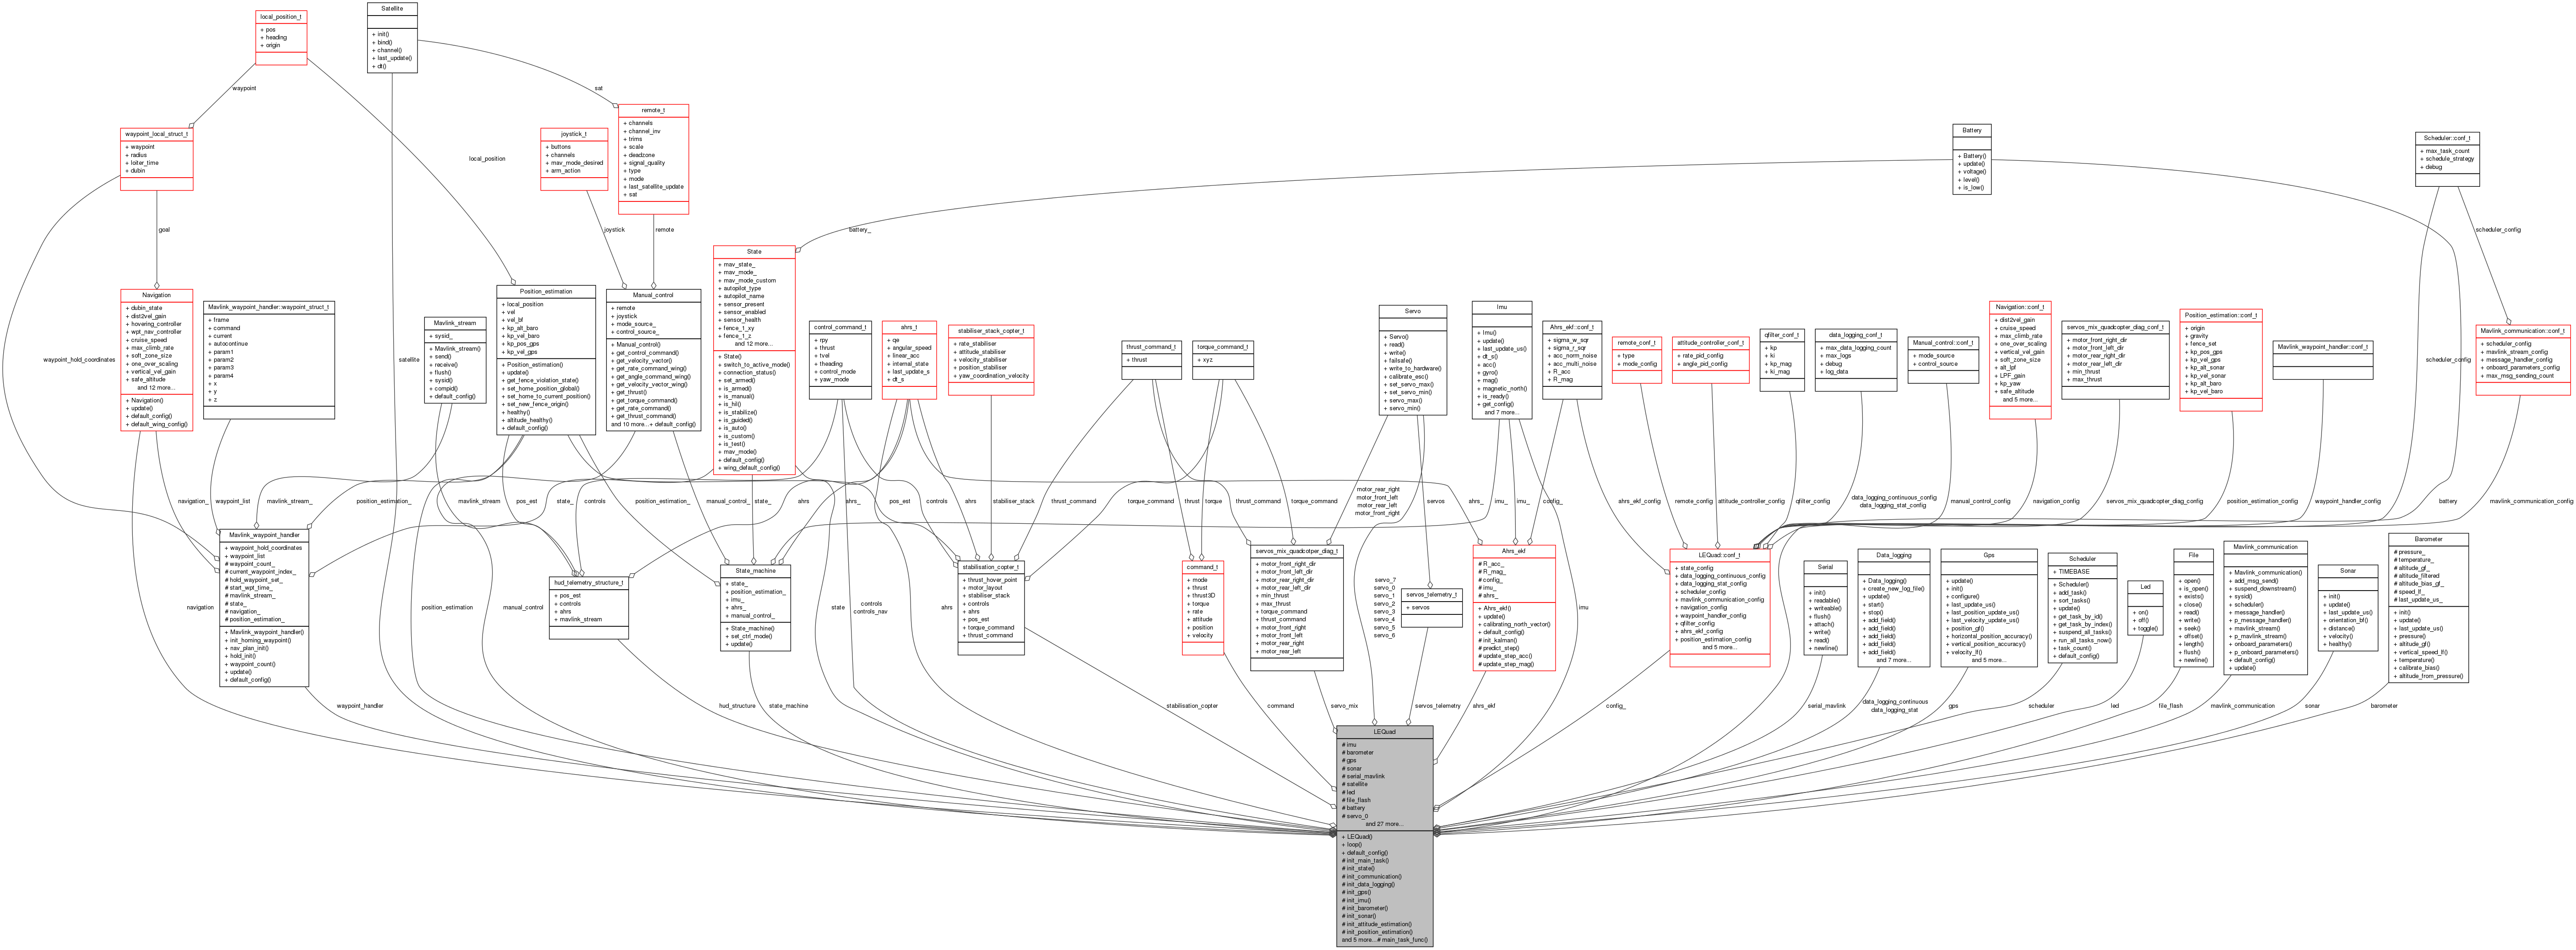 local_position_t
+ pos
+ heading
+ origin
Satellite
+ init()
+ bind()
+ channel()
+ last_update()
+ dt()
waypoint
sat
waypoint_local_struct_t
+ waypoint
+ radius
+ loiter_time
+ dubin
local_position
joystick_t
+ buttons
+ channels
+ mav_mode_desired
+ arm_action
remote_t
+ channels
+ channel_inv
+ trims
+ scale
+ deadzone
+ signal_quality
+ type
+ mode
+ last_satellite_update
+ sat
Battery
+ Battery()
+ update()
+ voltage()
+ level()
+ is_low()
Scheduler::conf_t
+ max_task_count
+ schedule_strategy
+ debug
goal
joystick
remote
battery_
scheduler_config
waypoint_hold_coordinates
Navigation
+ dubin_state
+ dist2vel_gain
+ hovering_controller
+ wpt_nav_controller
+ cruise_speed
+ max_climb_rate
+ soft_zone_size
+ one_over_scaling
+ vertical_vel_gain
+ safe_altitude
and 12 more...
+ Navigation()
+ update()
+ default_config()
+ default_wing_config()
Mavlink_waypoint_handler::waypoint_struct_t
+ frame
+ command
+ current
+ autocontinue
+ param1
+ param2
+ param3
+ param4
+ x
+ y
+ z
satellite
Mavlink_stream
+ sysid_
+ Mavlink_stream()
+ send()
+ receive()
+ flush()
+ sysid()
+ compid()
+ default_config()
Position_estimation
+ local_position
+ vel
+ vel_bf
+ kp_alt_baro
+ kp_vel_baro
+ kp_pos_gps
+ kp_vel_gps
+ Position_estimation()
+ update()
+ get_fence_violation_state()
+ set_home_position_global()
+ set_home_to_current_position()
+ set_new_fence_origin()
+ healthy()
+ altitude_healthy()
+ default_config()
Manual_control
+ remote
+ joystick
+ mode_source_
+ control_source_
+ Manual_control()
+ get_control_command()
+ get_velocity_vector()
+ get_rate_command_wing()
+ get_angle_command_wing()
+ get_velocity_vector_wing()
+ get_thrust()
+ get_torque_command()
+ get_rate_command()
+ get_thrust_command()
and 10 more...+ default_config()
State
+ mav_state_
+ mav_mode_
+ mav_mode_custom
+ autopilot_type
+ autopilot_name
+ sensor_present
+ sensor_enabled
+ sensor_health
+ fence_1_xy
+ fence_1_z
and 12 more...
+ State()
+ switch_to_active_mode()
+ connection_status()
+ set_armed()
+ is_armed()
+ is_manual()
+ is_hil()
+ is_stabilize()
+ is_guided()
+ is_auto()
+ is_custom()
+ is_test()
+ mav_mode()
+ default_config()
+ wing_default_config()
control_command_t
+ rpy
+ thrust
+ tvel
+ theading
+ control_mode
+ yaw_mode
ahrs_t
+ qe
+ angular_speed
+ linear_acc
+ internal_state
+ last_update_s
+ dt_s
stabiliser_stack_copter_t
+ rate_stabiliser
+ attitude_stabiliser
+ velocity_stabiliser
+ position_stabiliser
+ yaw_coordination_velocity
thrust_command_t
+ thrust
torque_command_t
+ xyz
Servo
+ Servo()
+ read()
+ write()
+ failsafe()
+ write_to_hardware()
+ calibrate_esc()
+ set_servo_max()
+ set_servo_min()
+ servo_max()
+ servo_min()
Imu
+ Imu()
+ update()
+ last_update_us()
+ dt_s()
+ acc()
+ gyro()
+ mag()
+ magnetic_north()
+ is_ready()
+ get_config()
and 7 more...
Ahrs_ekf::conf_t
+ sigma_w_sqr
+ sigma_r_sqr
+ acc_norm_noise
+ acc_multi_noise
+ R_acc
+ R_mag
remote_conf_t
+ type
+ mode_config
attitude_controller_conf_t
+ rate_pid_config
+ angle_pid_config
qfilter_conf_t
+ kp
+ ki
+ kp_mag
+ ki_mag
data_logging_conf_t
+ max_data_logging_count
+ max_logs
+ debug
+ log_data
Manual_control::conf_t
+ mode_source
+ control_source
Navigation::conf_t
+ dist2vel_gain
+ cruise_speed
+ max_climb_rate
+ one_over_scaling
+ vertical_vel_gain
+ soft_zone_size
+ alt_lpf
+ LPF_gain
+ kp_yaw
+ safe_altitude
and 5 more...
servos_mix_quadcopter_diag_conf_t
+ motor_front_right_dir
+ motor_front_left_dir
+ motor_rear_right_dir
+ motor_rear_left_dir
+ min_thrust
+ max_thrust
Position_estimation::conf_t
+ origin
+ gravity
+ fence_set
+ kp_pos_gps
+ kp_vel_gps
+ kp_alt_sonar
+ kp_vel_sonar
+ kp_alt_baro
+ kp_vel_baro
Mavlink_waypoint_handler::conf_t
scheduler_config
Mavlink_communication::conf_t
+ scheduler_config
+ mavlink_stream_config
+ message_handler_config
+ onboard_parameters_config
+ max_msg_sending_count
navigation_
waypoint_list
mavlink_stream_
position_estimation_
mavlink_stream
pos_est
state_
controls
position_estimation_
manual_control_
state_
ahrs
ahrs_
pos_est
controls
ahrs
stabiliser_stack
thrust_command
torque_command
thrust
torque
thrust_command
torque_command
motor_rear_right
motor_front_left
motor_rear_left
motor_front_right
servos
ahrs_
imu_
imu_
config_
ahrs_ekf_config
remote_config
attitude_controller_config
qfilter_config
data_logging_continuous_config
data_logging_stat_config
manual_control_config
navigation_config
servos_mix_quadcopter_diag_config
position_estimation_config
waypoint_handler_config
battery
mavlink_communication_config
Mavlink_waypoint_handler
+ waypoint_hold_coordinates
+ waypoint_list
# waypoint_count_
# current_waypoint_index_
# hold_waypoint_set_
# start_wpt_time_
# mavlink_stream_
# state_
# navigation_
# position_estimation_
+ Mavlink_waypoint_handler()
+ init_homing_waypoint()
+ nav_plan_init()
+ hold_init()
+ waypoint_count()
+ update()
+ default_config()
hud_telemetry_structure_t
+ pos_est
+ controls
+ ahrs
+ mavlink_stream
State_machine
+ state_
+ position_estimation_
+ imu_
+ ahrs_
+ manual_control_
+ State_machine()
+ set_ctrl_mode()
+ update()
stabilisation_copter_t
+ thrust_hover_point
+ motor_layout
+ stabiliser_stack
+ controls
+ ahrs
+ pos_est
+ torque_command
+ thrust_command
command_t
+ mode
+ thrust
+ thrust3D
+ torque
+ rate
+ attitude
+ position
+ velocity
servos_mix_quadcotper_diag_t
+ motor_front_right_dir
+ motor_front_left_dir
+ motor_rear_right_dir
+ motor_rear_left_dir
+ min_thrust
+ max_thrust
+ torque_command
+ thrust_command
+ motor_front_right
+ motor_front_left
+ motor_rear_right
+ motor_rear_left
servo_7
servo_0
servo_1
servo_2
servo_3
servo_4
servo_5
servo_6
servos_telemetry_t
+ servos
Ahrs_ekf
# R_acc_
# R_mag_
# config_
# imu_
# ahrs_
+ Ahrs_ekf()
+ update()
+ calibrating_north_vector()
+ default_config()
# init_kalman()
# predict_step()
# update_step_acc()
# update_step_mag()
imu
LEQuad::conf_t
+ state_config
+ data_logging_continuous_config
+ data_logging_stat_config
+ scheduler_config
+ mavlink_communication_config
+ navigation_config
+ waypoint_handler_config
+ qfilter_config
+ ahrs_ekf_config
+ position_estimation_config
and 5 more...
Serial
+ init()
+ readable()
+ writeable()
+ flush()
+ attach()
+ write()
+ read()
+ newline()
Data_logging
+ Data_logging()
+ create_new_log_file()
+ update()
+ start()
+ stop()
+ add_field()
+ add_field()
+ add_field()
+ add_field()
+ add_field()
and 7 more...
Gps
+ update()
+ init()
+ configure()
+ last_update_us()
+ last_position_update_us()
+ last_velocity_update_us()
+ position_gf()
+ horizontal_position_accuracy()
+ vertical_position_accuracy()
+ velocity_lf()
and 5 more...
Scheduler
+ TIMEBASE
+ Scheduler()
+ add_task()
+ sort_tasks()
+ update()
+ get_task_by_id()
+ get_task_by_index()
+ suspend_all_tasks()
+ run_all_tasks_now()
+ task_count()
+ default_config()
Led
+ on()
+ off()
+ toggle()
File
+ open()
+ is_open()
+ exists()
+ close()
+ read()
+ write()
+ seek()
+ offset()
+ length()
+ flush()
+ newline()
Mavlink_communication
+ Mavlink_communication()
+ add_msg_send()
+ suspend_downstream()
+ sysid()
+ scheduler()
+ message_handler()
+ p_message_handler()
+ mavlink_stream()
+ p_mavlink_stream()
+ onboard_parameters()
+ p_onboard_parameters()
+ default_config()
+ update()
Sonar
+ init()
+ update()
+ last_update_us()
+ orientation_bf()
+ distance()
+ velocity()
+ healthy()
Barometer
# pressure_
# temperature_
# altitude_gf_
# altitude_filtered
# altitude_bias_gf_
# speed_lf_
# last_update_us_
+ init()
+ update()
+ last_update_us()
+ pressure()
+ altitude_gf()
+ vertical_speed_lf()
+ temperature()
+ calibrate_bias()
+ altitude_from_pressure()
navigation
position_estimation
manual_control
state
controls
controls_nav
ahrs
waypoint_handler
hud_structure
state_machine
stabilisation_copter
command
servo_mix
servos_telemetry
ahrs_ekf
config_
serial_mavlink
data_logging_continuous
data_logging_stat
gps
scheduler
led
file_flash
mavlink_communication
sonar
barometer
LEQuad
# imu
# barometer
# gps
# sonar
# serial_mavlink
# satellite
# led
# file_flash
# battery
# servo_0
and 27 more...
+ LEQuad()
+ loop()
+ default_config()
# init_main_task()
# init_state()
# init_communication()
# init_data_logging()
# init_gps()
# init_imu()
# init_barometer()
# init_sonar()
# init_attitude_estimation()
# init_position_estimation()
and 5 more...# main_task_func()